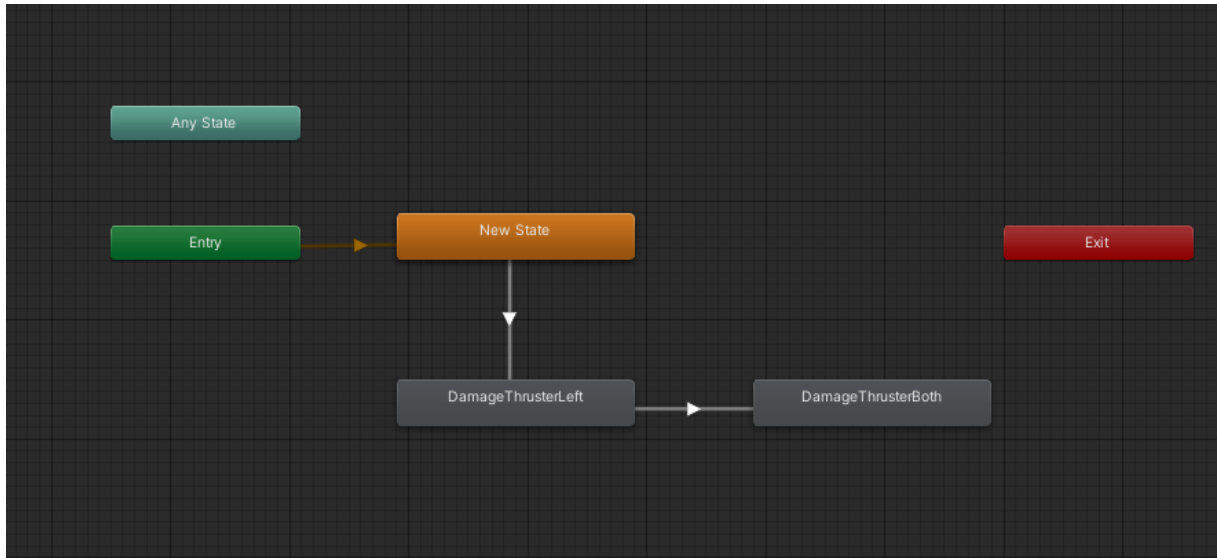 Any State
Entry
New State
Exit
DamageThrusterLeft
DamageThrusterBoth